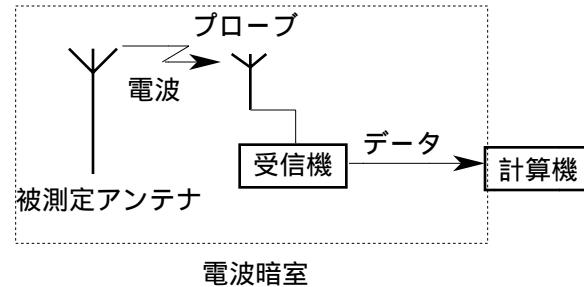 プローブ
電波
データ
受信機
計算機
被測定アンテナ
電波暗室